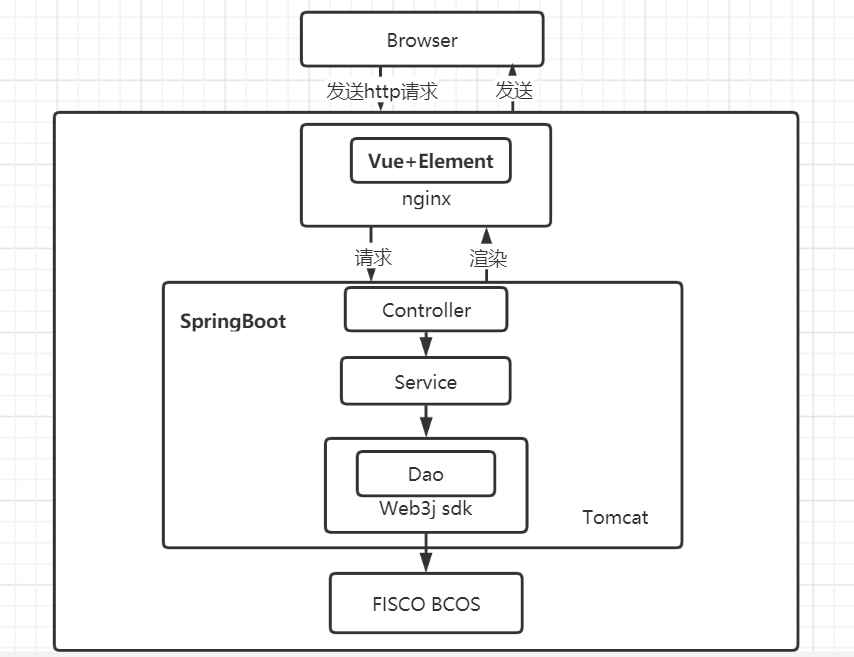 Browser
发送http请求
发送
Vue+Element
nginx
请求
渲染
Controller
SpringBoot
Service
Dao
Web3j sdk
Tomcat
FISCO BCOS